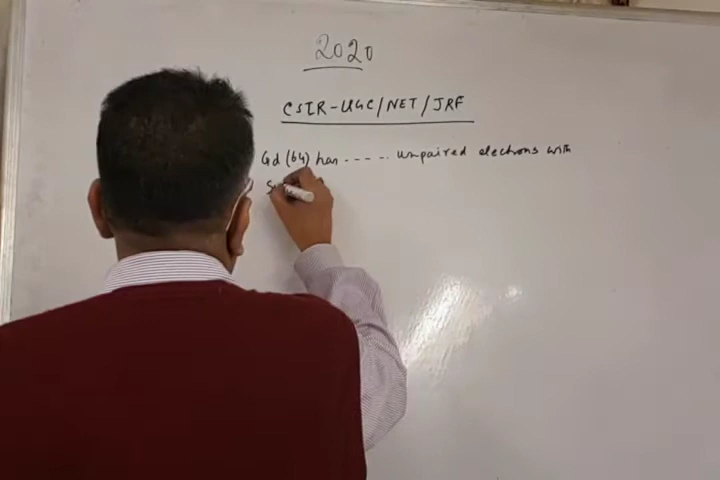 2020
CSIR-UGC/NET/JRF
Gd (64) has ----- unpaired electrons with